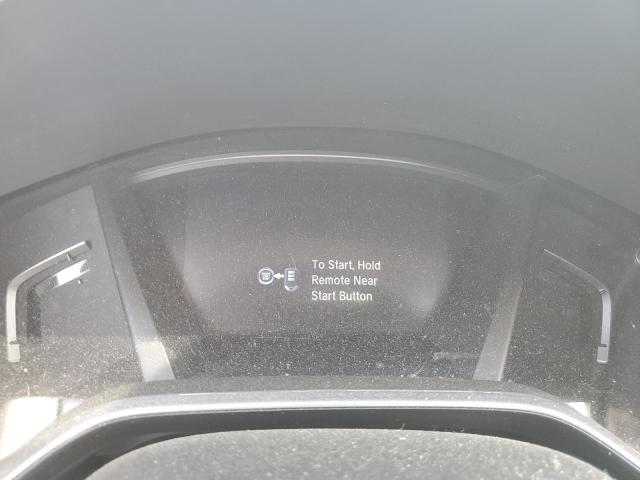 To Start, Hold
Remote Near
Start Button